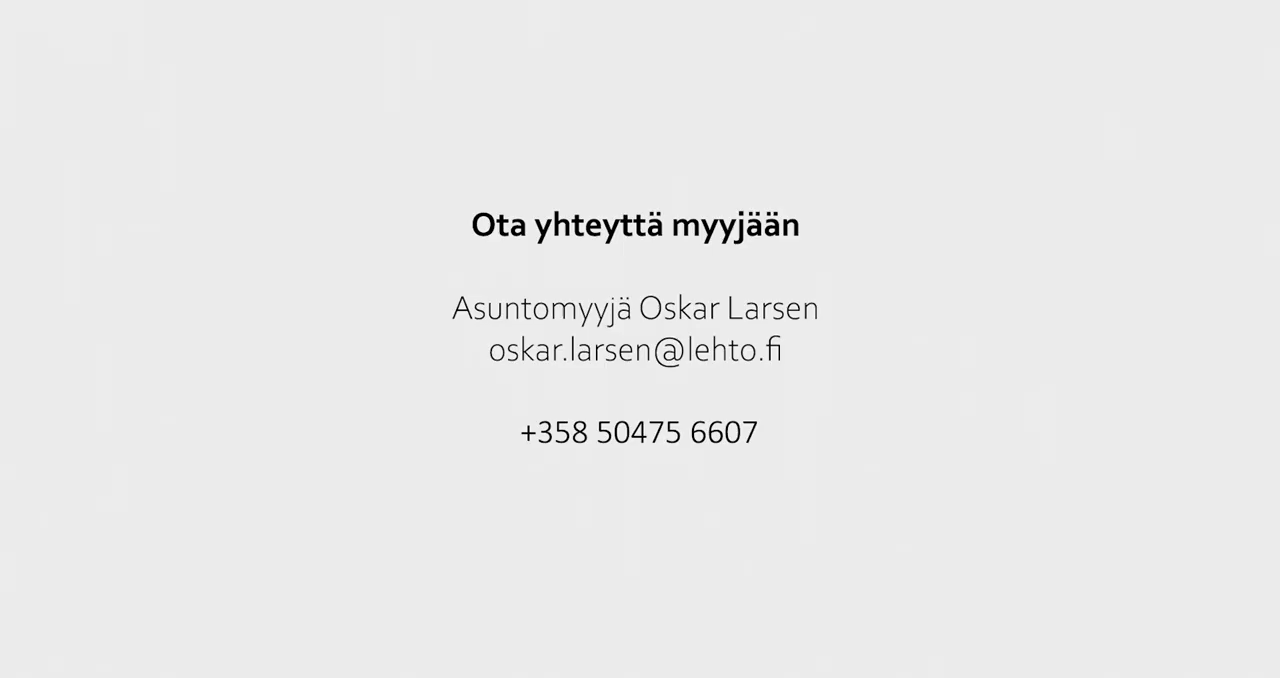 Ota yhteyttä myyjään
Asuntomyyjä Oskar Larsen
oskar.larsen@lehto.fi
+358 50475 6607